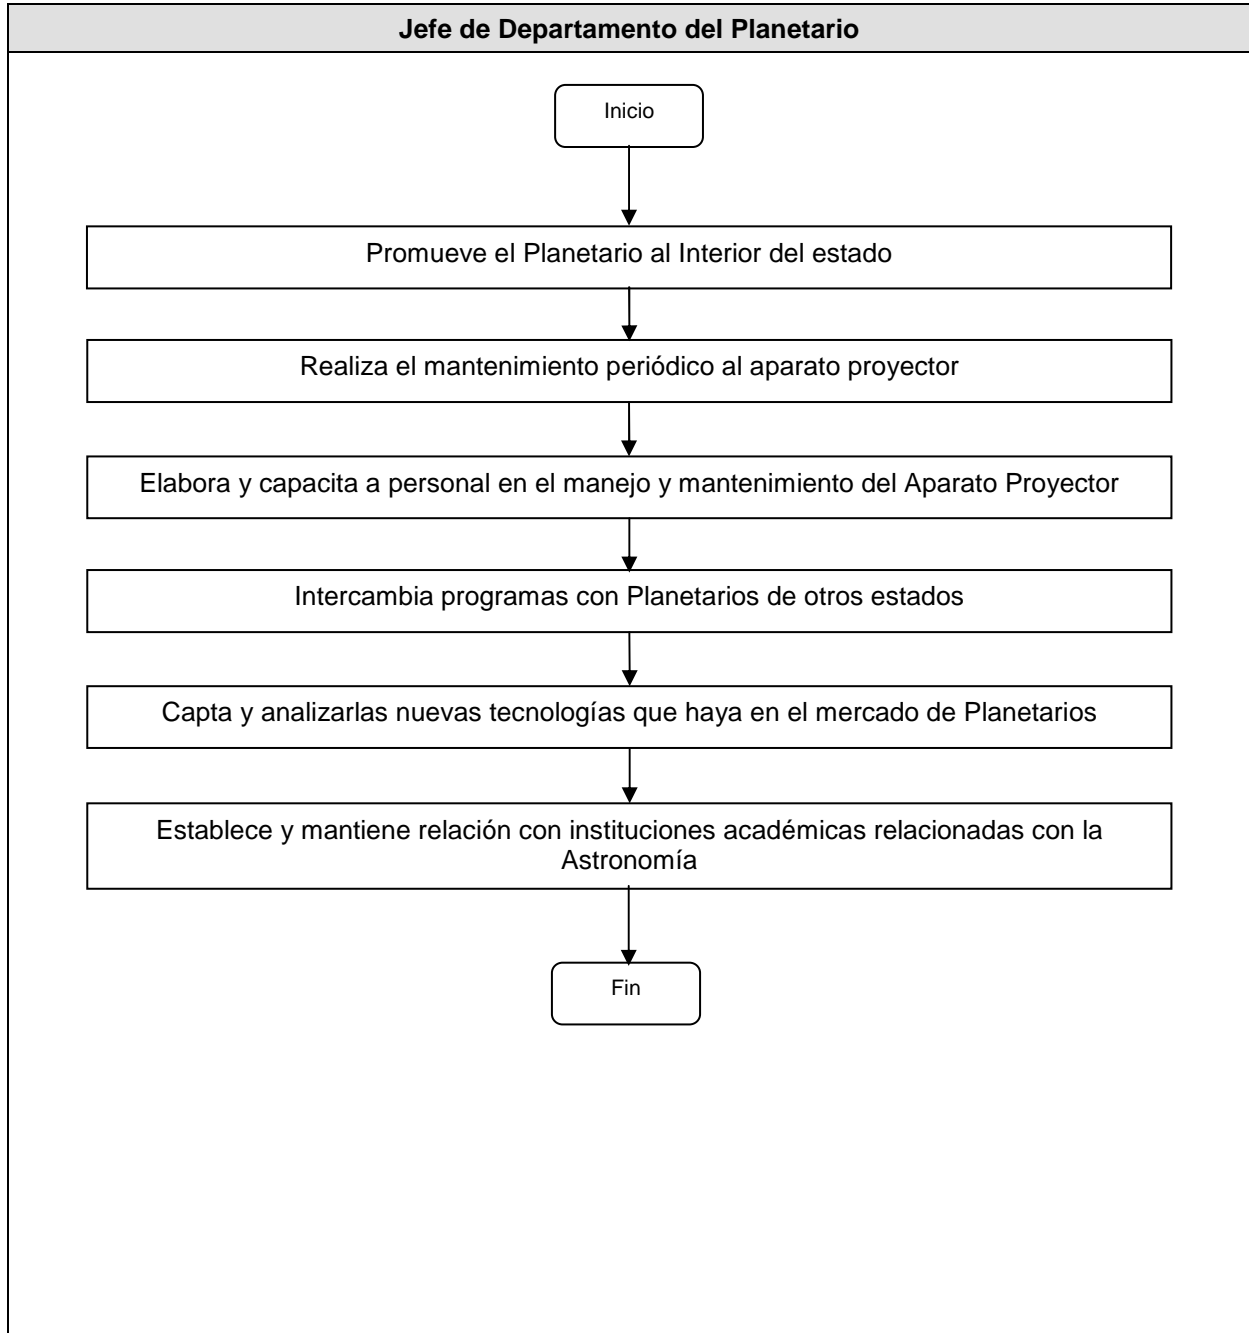 Jefe de Departamento del Planetario
Inicio
Promueve el Planetario al Interior del estado
Realiza el mantenimiento periódico al aparato proyector
Elabora y capacita a personal en el manejo y mantenimiento del Aparato Proyector
Intercambia programas con Planetarios de otros estados
Capta y analizarlas nuevas tecnologías que haya en el mercado de Planetarios
Establece y mantiene relación con instituciones académicas relacionadas con la
Astronomía
Fin